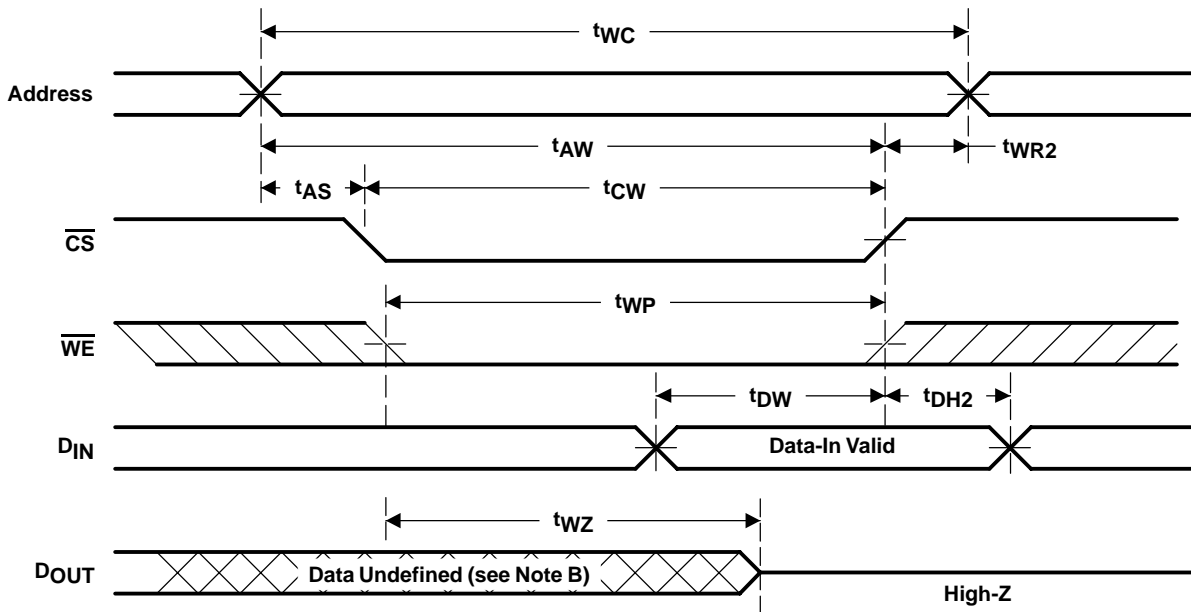 tWC
Address
tAW
tWR2
tAS
tCW
CS
tWP
WE
tDW
tDH2
DIN
Data-In Valid
tWZ
DOUT
Data Undefined (see Note B)
High-Z